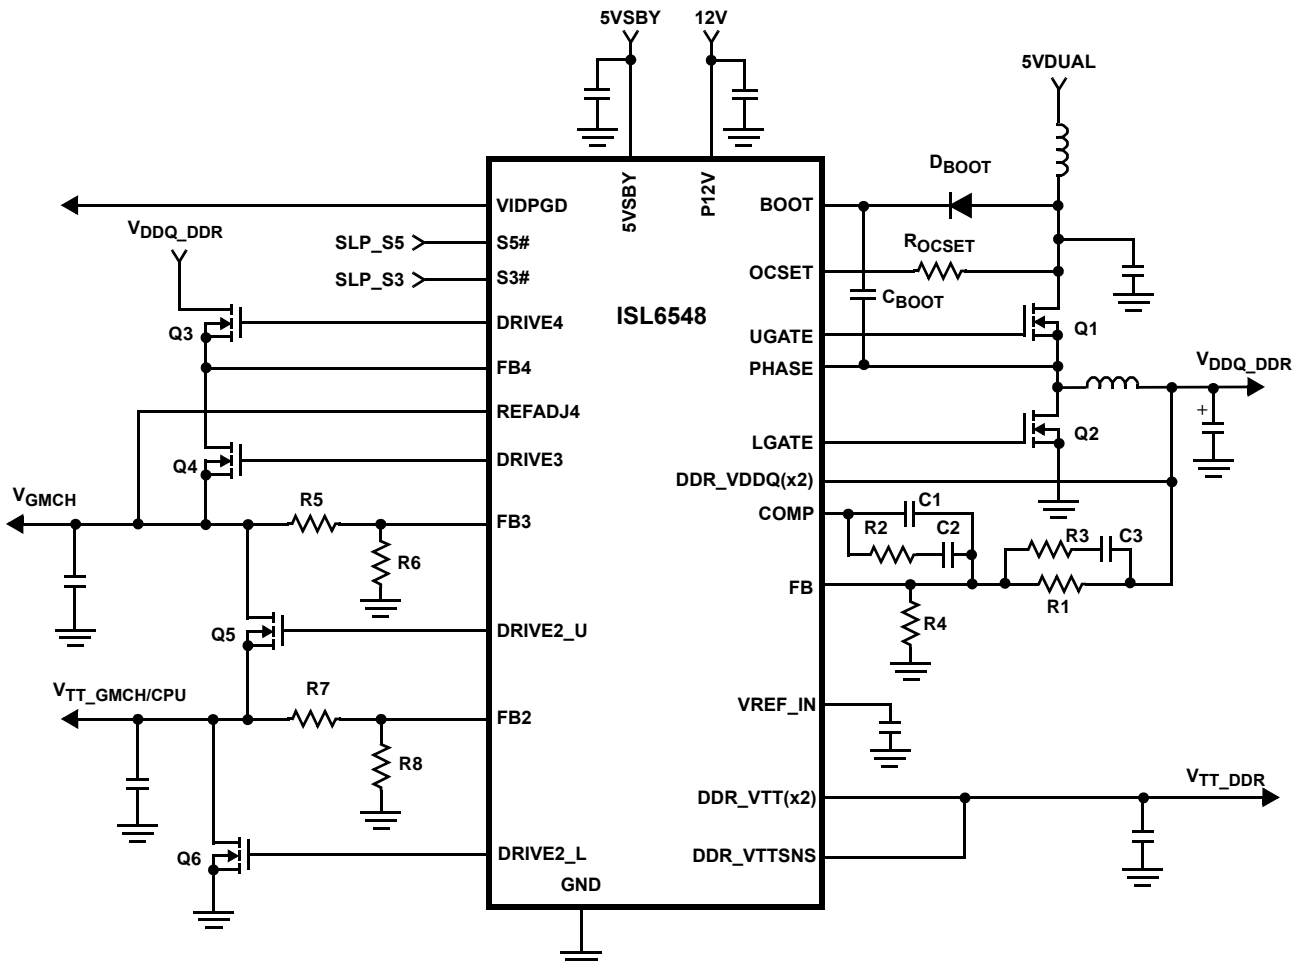 5VSBY
12V
5VDUAL
DBOOT
VIDPGD
5VSBY
P12V
BOOT
VDDQ_DDR
SLP_S5
S5#
ROCSET
SLP_S3
S3#
OCSET
CBOOT
ISL6548
Q3
DRIVE4
UGATE
Q1
FB4
PHASE
VDDQ_DDR
REFADJ4
+
Q4
DRIVE3
LGATE
Q2
DDR_VDDQ(x2)
VGMCH
R5
FB3
COMP
C1
R2
C2
R3
C3
R6
FB
R1
Q5
DRIVE2_U
R4
VTT_GMCH/CPU
R7
FB2
VREF_IN
R8
DDR_VTT(x2)
VTT_DDR
Q6
DRIVE2_L
DDR_VTTSNS
GND